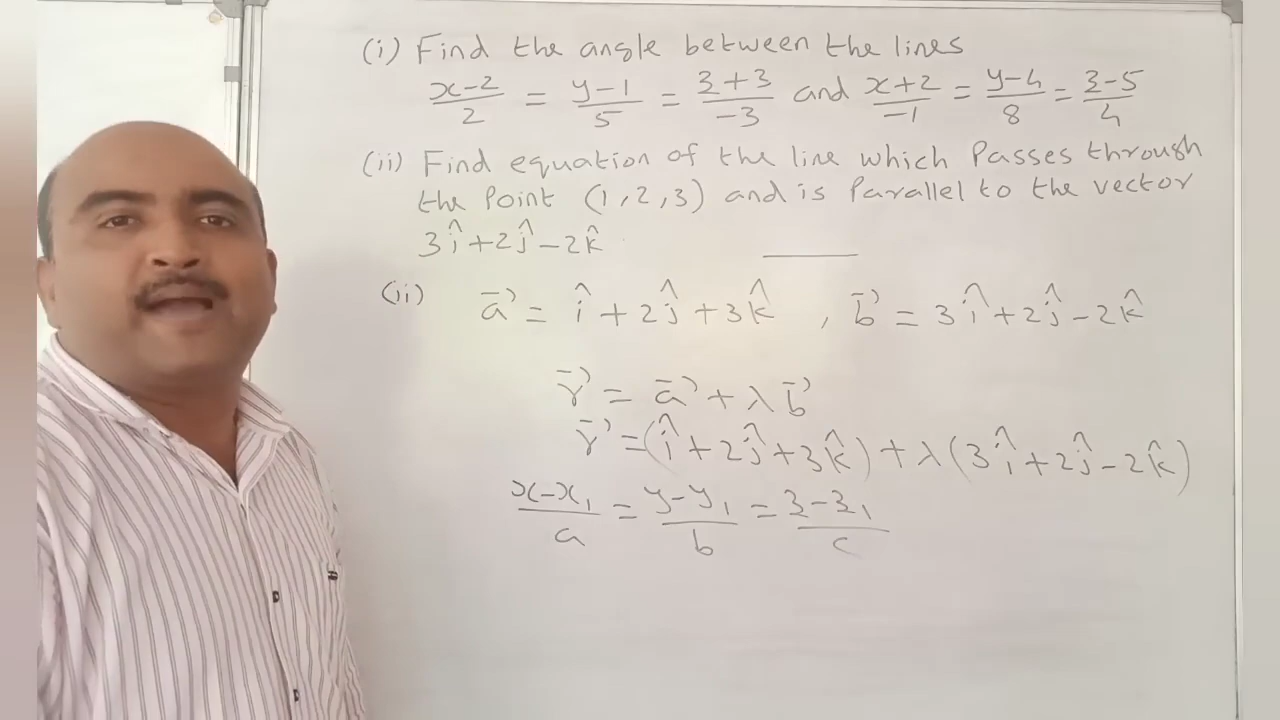 (i) Find the angle between the lines
x-2/2 = y-1/5 = z+3/-3 and x+2/-1 = y-4/8 = z-5/4
(ii) Find equation of the line which Passes through
the Point (1,2,3) and is Parallel to the vector
3î+2ĵ-2k̂
(ii) a⃗ = î+2ĵ+3k̂ , b⃗ = 3î+2ĵ-2k̂
r⃗ = a⃗ + λb⃗
r⃗ = (î+2ĵ+3k̂)+λ(3î+2ĵ-2k̂)
x-x₁/a = y-y₁/b = z-z₁/c